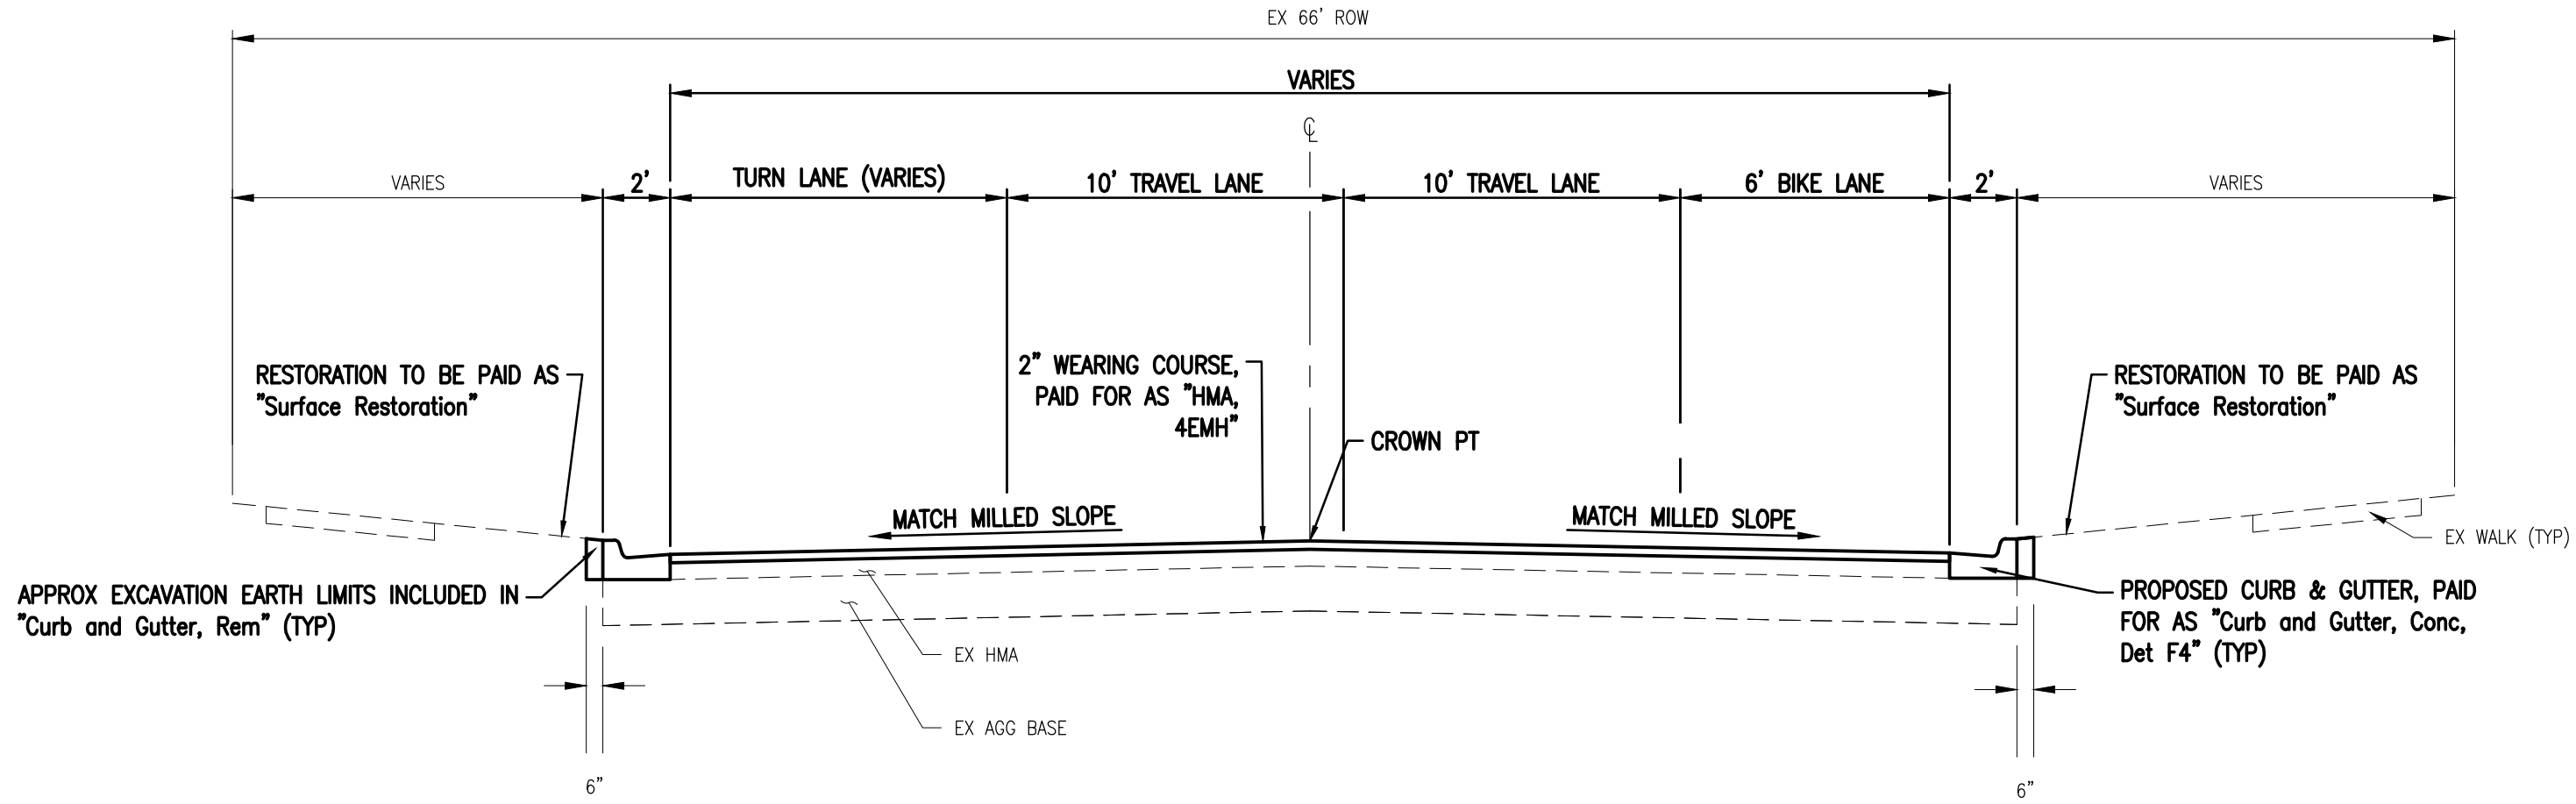 EX 66' ROW
VARIES
℄
VARIES
2'
TURN LANE (VARIES)
10' TRAVEL LANE
10' TRAVEL LANE
6' BIKE LANE
2'
VARIES
RESTORATION TO BE PAID AS
"Surface Restoration"
2" WEARING COURSE,
PAID FOR AS "HMA,
4EMH"
CROWN PT
RESTORATION TO BE PAID AS
"Surface Restoration"
MATCH MILLED SLOPE
MATCH MILLED SLOPE
EX WALK (TYP)
APPROX EXCAVATION EARTH LIMITS INCLUDED IN
"Curb and Gutter, Rem" (TYP)
PROPOSED CURB & GUTTER, PAID
FOR AS "Curb and Gutter, Conc,
Det F4" (TYP)
EX HMA
EX AGG BASE
6"
6"